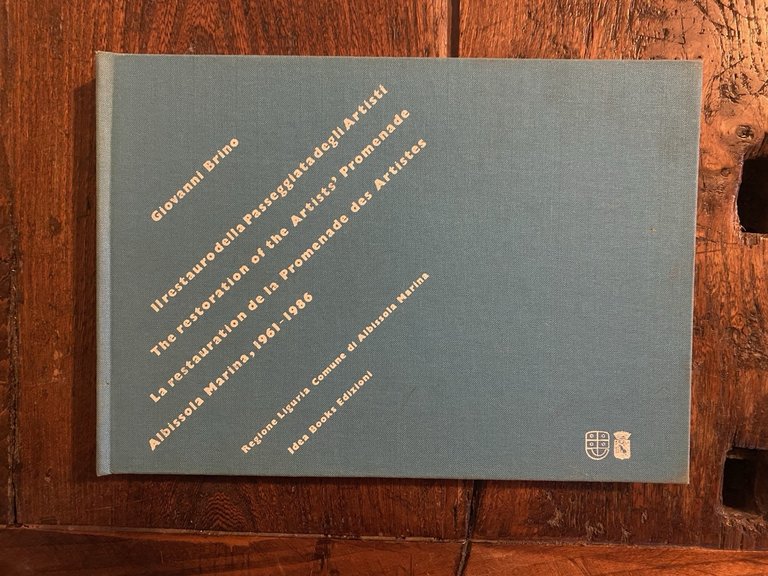 Giovanni Brino
Il restauro della Passeggiata degli Artisti
The restoration of the Artists' Promenade
La restauration de la Promenade des Artistes
Albissola Marina, 1961-1986
Regione Liguria Comune di Albissola Marina
Idea Books Edizioni